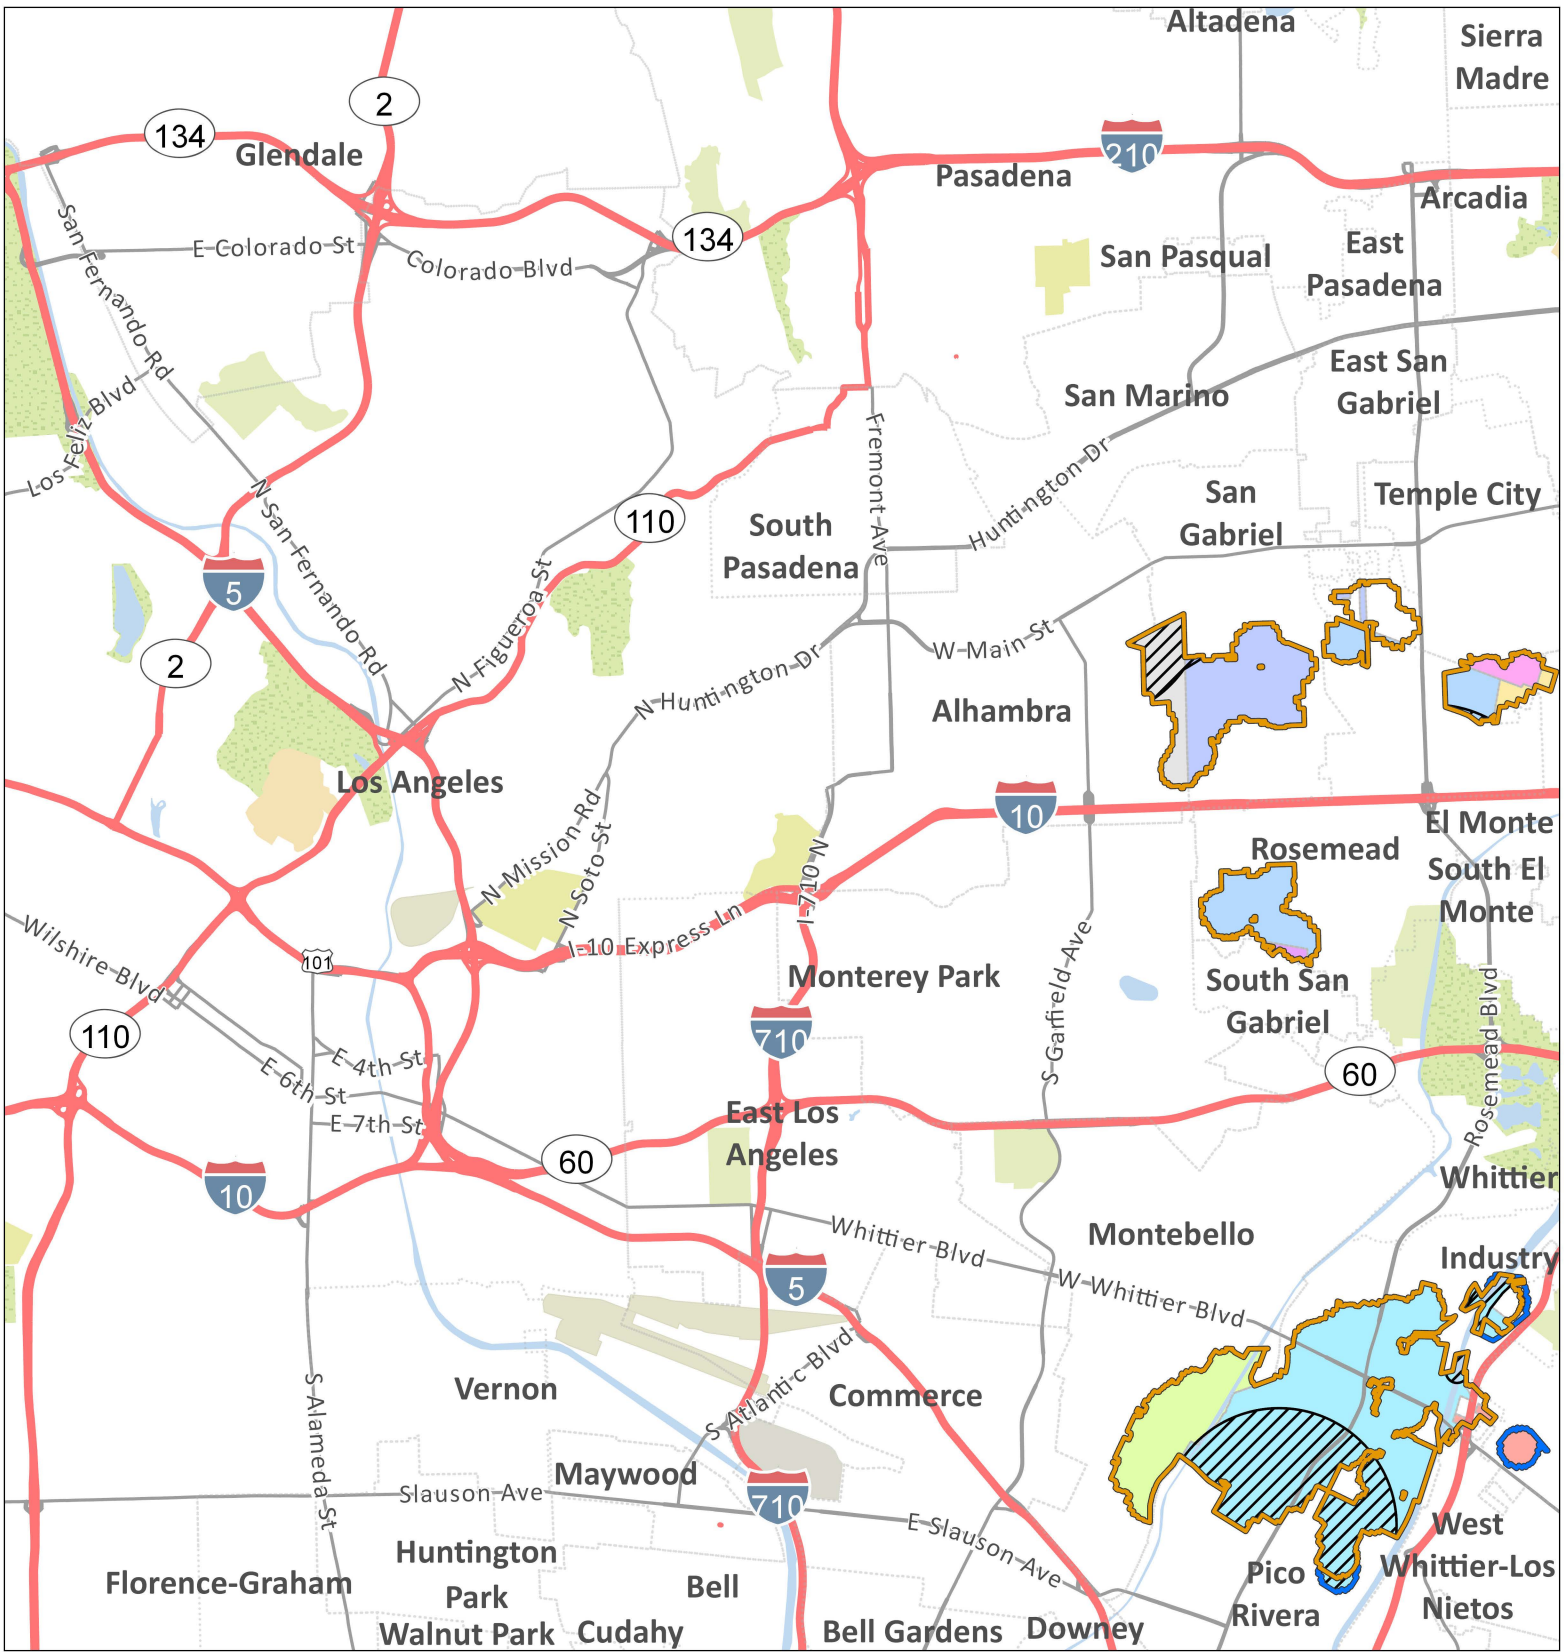 Altadena
Sierra
Madre
2
134
Glendale
210
Pasadena
Arcadia
San Fernando Rd
E Colorado St
Colorado Blvd
134
San Pasqual
East
Pasadena
East San
Gabriel
San Marino
Los Feliz Blvd
Fremont Ave
Huntington Dr
N San Fernando Rd
110
South
Pasadena
San
Gabriel
Temple City
5
2
N Figueroa St
W Main St
N Huntington Dr
Alhambra
Los Angeles
10
El Monte
Rosemead
South El
Monte
N Mission Rd
N Soto St
I-710 N
I-10 Express Ln
Wilshire Blvd
101
Monterey Park
S Garfield Ave
South San
Gabriel
Rosemead Blvd
110
710
E 4th St
E 6th St
E 7th St
60
East Los
Angeles
60
10
Whittier
Whittier Blvd
Montebello
Industry
5
W Whittier Blvd
S Alameda St
Vernon
S Atlantic Blvd
Commerce
Maywood
Slauson Ave
710
E Slauson Ave
West
Whittier-Los
Nietos
Huntington
Park
Florence-Graham
Bell
Pico
Rivera
Walnut Park
Cudahy
Bell Gardens
Downey